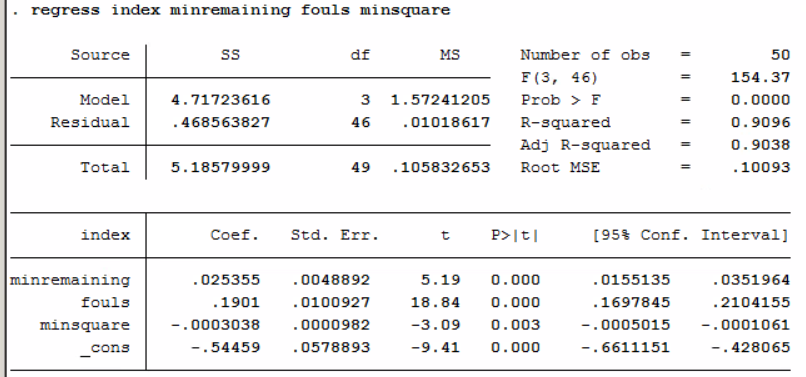 . regress index minremaining fouls minsquare
Source SS df MS Number of obs = 50
F(3, 46) = 154.37
Model 4.71723616 3 1.57241205 Prob > F = 0.0000
Residual .468563827 46 .01018617 R-squared = 0.9096
Adj R-squared = 0.9038
Total 5.18579999 49 .105832653 Root MSE = .10093
index Coef. Std. Err. t P>|t| [95% Conf. Interval]
minremaining .025355 .0048892 5.19 0.000 .0155135 .0351964
fouls .1901 .0100927 18.84 0.000 .1697845 .2104155
minsquare -.0003038 .0000982 -3.09 0.003 -.0005015 -.0001061
_cons -.54459 .0578893 -9.41 0.000 -.6611151 -.428065